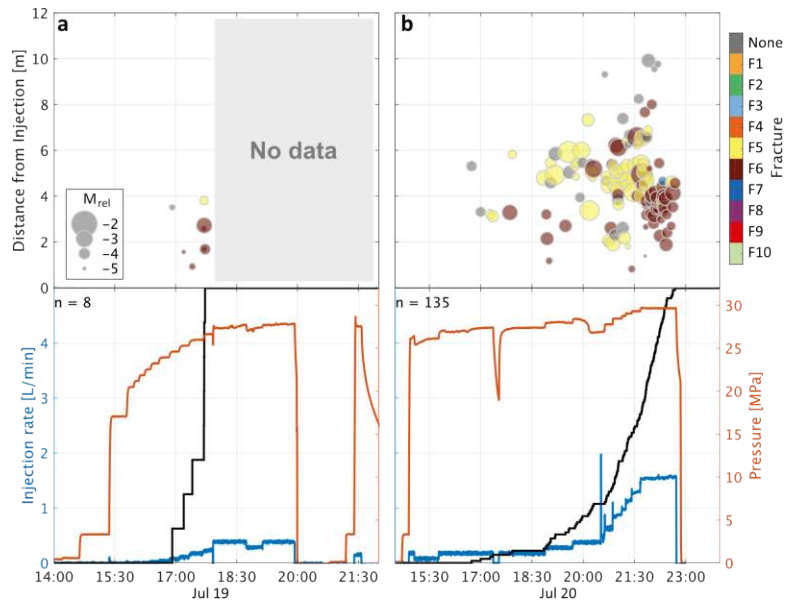 a
b
12
10
8
6
4
2
0
Distance from Injection [m]
No data
M rel
−2
−3
−4
−5
None
F1
F2
F3
F4
F5
F6
F7
F8
F9
F10
Fracture
n = 8
n = 135
4
3
2
1
0
Injection rate [L/min]
30
25
20
15
10
5
0
Pressure [MPa]
14:00 15:30 17:00 18:30 20:00 21:30
Jul 19
15:30 17:00 18:30 20:00 21:30 23:00
Jul 20